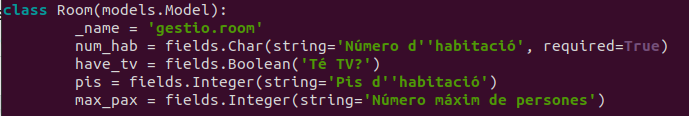 class Room(models.Model):
_name = 'gestio.room'
num_hab = fields.Char(string='Número d''habitació', required=True)
have_tv = fields.Boolean('Té TV?')
pis = fields.Integer(string='Pis d''habitació')
max_pax = fields.Integer(string='Número máxim de persones')